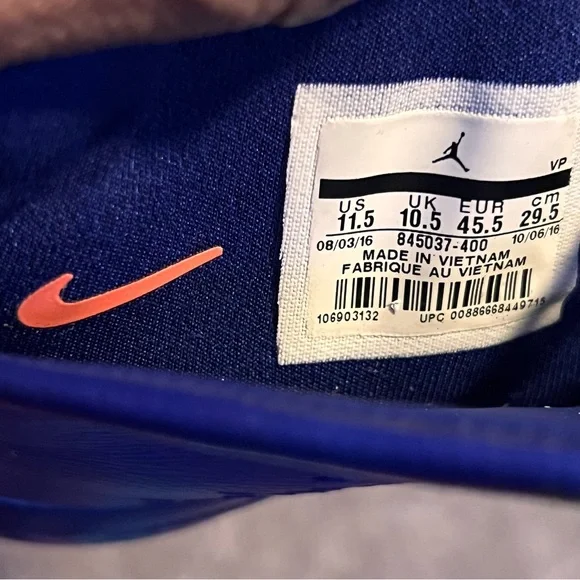 VP
US UK EUR cm
11.5 10.5 45.5 29.5
08/03/16 845037-400 10/06/16
MADE IN VIETNAM
FABRIQUE AU VIETNAM
106903132 UPC 00886668449715